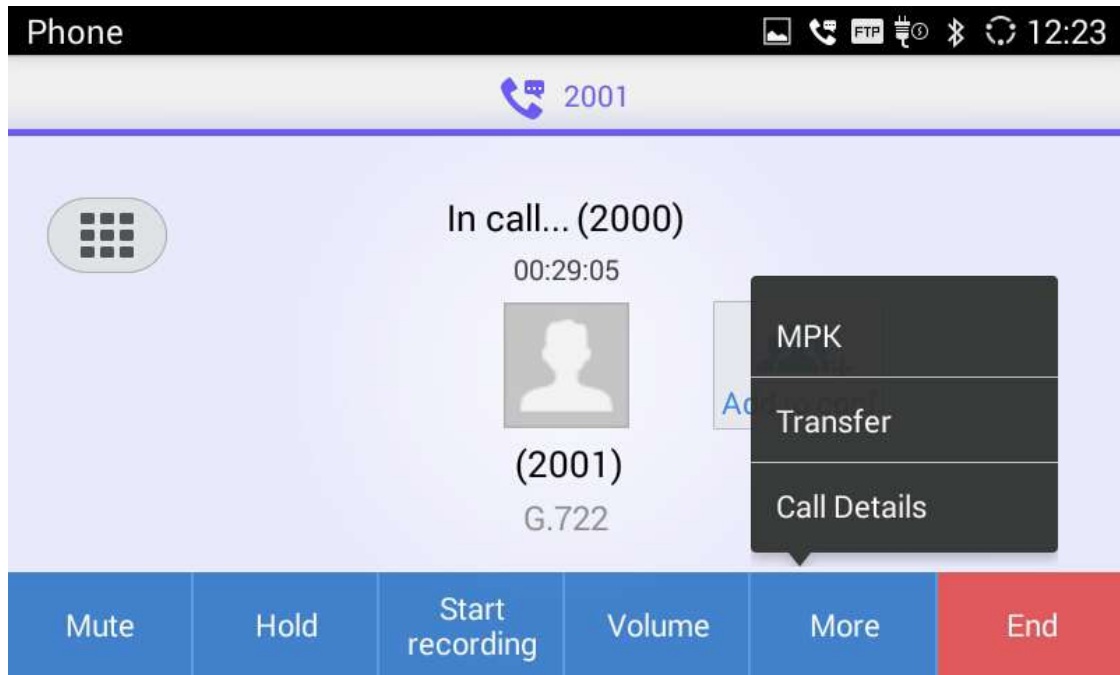 Phone
FTP
12:23
2001
In call... (2000)
00:29:05
MPK
Transfer
Call Details
(2001)
G.722
Mute
Hold
Start
recording
Volume
More
End